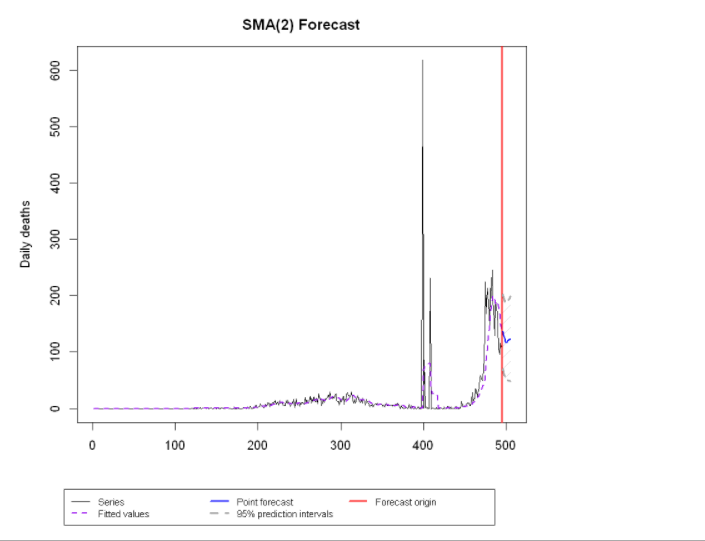 SMA(2) Forecast
Daily deaths
600
500
400
300
200
100
0
0 100 200 300 400 500
Series Point forecast Forecast origin
Fitted values 95% prediction intervals